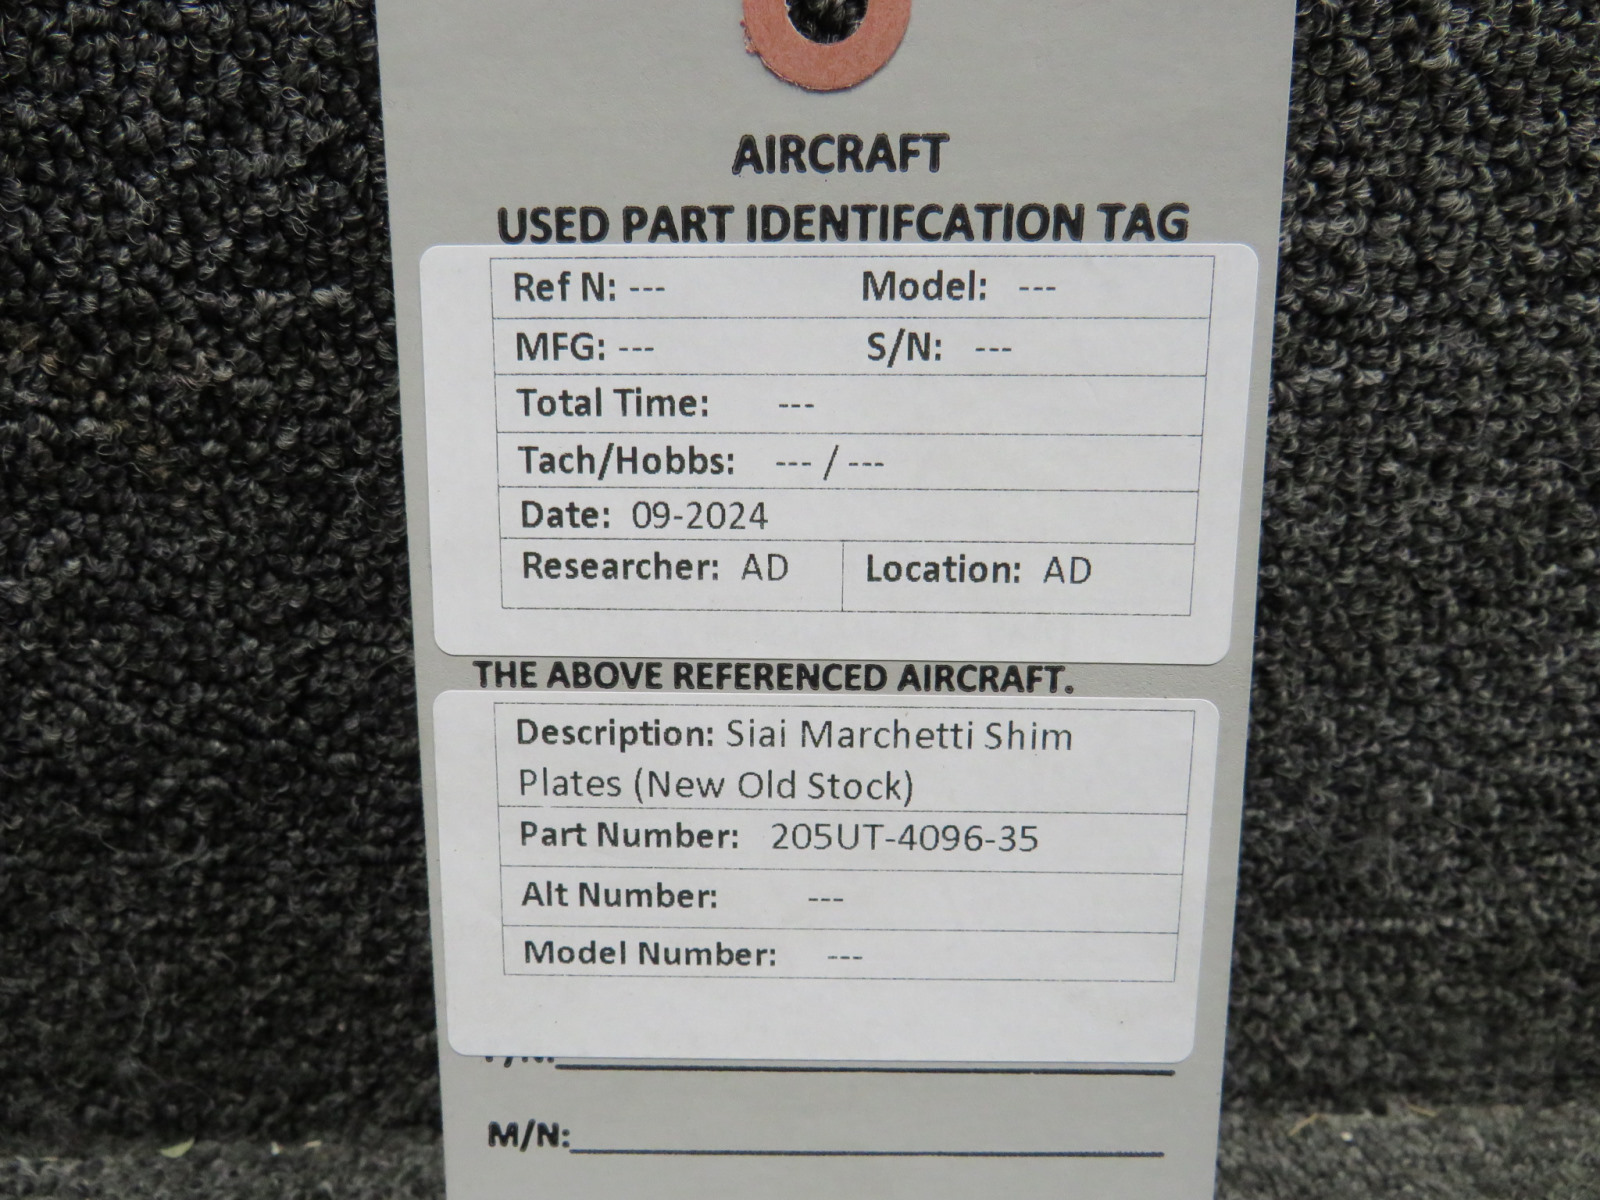 AIRCRAFT
USED PART IDENTIFCATION TAG
Ref N: --- Model: ---
MFG: --- S/N: ---
Total Time: ---
Tach/Hobbs: --- / ---
Date: 09-2024
Researcher: AD Location: AD
THE ABOVE REFERENCED AIRCRAFT.
Description: Siai Marchetti Shim
Plates (New Old Stock)
Part Number: 205UT-4096-35
Alt Number: ---
Model Number: ---
M/N: